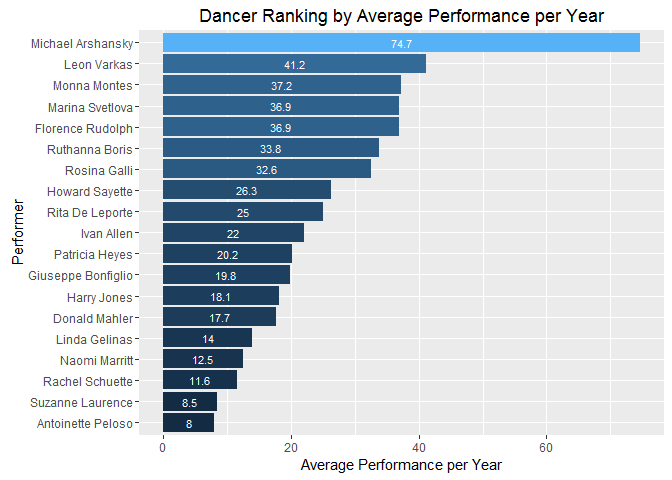 Dancer Ranking by Average Performance per Year
Performer
Michael Arshansky 74.7
Leon Varkas 41.2
Monna Montes 37.2
Marina Svetlova 36.9
Florence Rudolph 36.9
Ruthanna Boris 33.8
Rosina Galli 32.6
Howard Sayette 26.3
Rita De Leporte 25
Ivan Allen 22
Patricia Heyes 20.2
Giuseppe Bonfiglio 19.8
Harry Jones 18.1
Donald Mahler 17.7
Linda Gelinas 14
Naomi Marritt 12.5
Rachel Schuette 11.6
Suzanne Laurence 8.5
Antoinette Peloso 8
0 20 40 60
Average Performance per Year